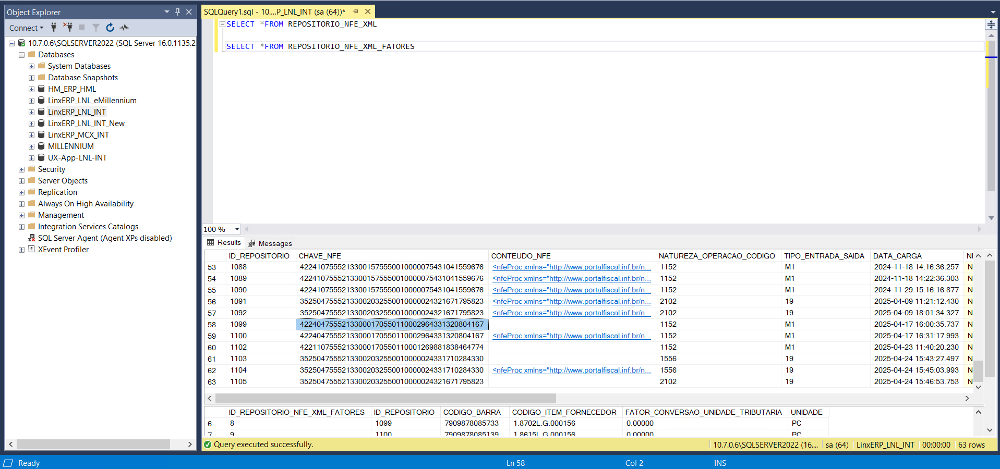 Object Explorer
Connect
10.7.0.6\SQLSERVER2022 (SQL Server 16.0.1135.2
Databases
System Databases
Database Snapshots
HM_ERP_HML
LinxERP_LNL_eMillennium
LinxERP_LNL_INT
LinxERP_LNL_INT_New
LinxERP_MCX_INT
MILLENNIUM
UX-App-LNL-INT
Security
Server Objects
Replication
Always On High Availability
Management
Integration Services Catalogs
SQL Server Agent (Agent XPs disabled)
XEvent Profiler
SQLQuery1.sql - 10....P_LNL_INT (sa (64))*
SELECT *FROM REPOSITORIO_NFE_XML
SELECT *FROM REPOSITORIO_NFE_XML_FATORES
100 %
Results Messages
ID_REPOSITORIO CHAVE_NFE CONTEUDO_NFE NATUREZA_OPERACAO_CODIGO TIPO_ENTRADA_SAIDA DATA_CARGA
53 1088 42241075552133001575550010000075431041559676 <nfeProc xmlns="http://www.portalfiscal.inf.br/n... 1152 M1 2024-11-18 14:16:36.257 N
54 1089 42241075552133001575550010000075431041559676 <nfeProc xmlns="http://www.portalfiscal.inf.br/n... 1152 M1 2024-11-18 14:22:36.303 N
55 1090 42241075552133001575550010000075431041559676 <nfeProc xmlns="http://www.portalfiscal.inf.br/n... 1152 M1 2024-11-29 15:16:16.877 N
56 1091 35250475552133002032550010000024321671795823 <nfeProc xmlns="http://www.portalfiscal.inf.br/n... 2102 19 2025-04-09 11:21:12.430 N
57 1092 35250475552133002032550010000024321671795823 <nfeProc xmlns="http://www.portalfiscal.inf.br/n... 2102 19 2025-04-09 18:01:34.327 N
58 1099 42240475552133000170550110002964331320804167 1152 M1 2025-04-17 16:00:35.737 N
59 1100 42240475552133000170550110002964331320804167 <nfeProc xmlns="http://www.portalfiscal.inf.br/n... 1152 M1 2025-04-17 16:31:17.993 N
60 1102 42211075552133000170550110001269881838464774 1152 M1 2025-04-23 11:40:20.230 N
61 1103 35250475552133002032550010000024331710284330 1556 19 2025-04-24 15:43:27.497 N
62 1104 35250475552133002032550010000024331710284330 <nfeProc xmlns="http://www.portalfiscal.inf.br/n... 1556 19 2025-04-24 15:45:03.993 N
63 1105 35250475552133002032550010000024321671795823 2102 19 2025-04-24 15:46:53.753 N
ID_REPOSITORIO_NFE_XML_FATORES ID_REPOSITORIO CODIGO_BARRA CODIGO_ITEM_FORNECEDOR FATOR_CONVERSAO_UNIDADE_TRIBUTARIA UNIDADE
6 8 1099 7909878085733 1.8702L.G.000156 0.00000 PC
7 9 1100 7909878085139 1.8615L.G.000156 0.00000 PC
Query executed successfully. 10.7.0.6\SQLSERVER2022 (16.... sa (64) LinxERP_LNL_INT 00:00:00 63 rows
Ready Ln 58 Col 2 INS